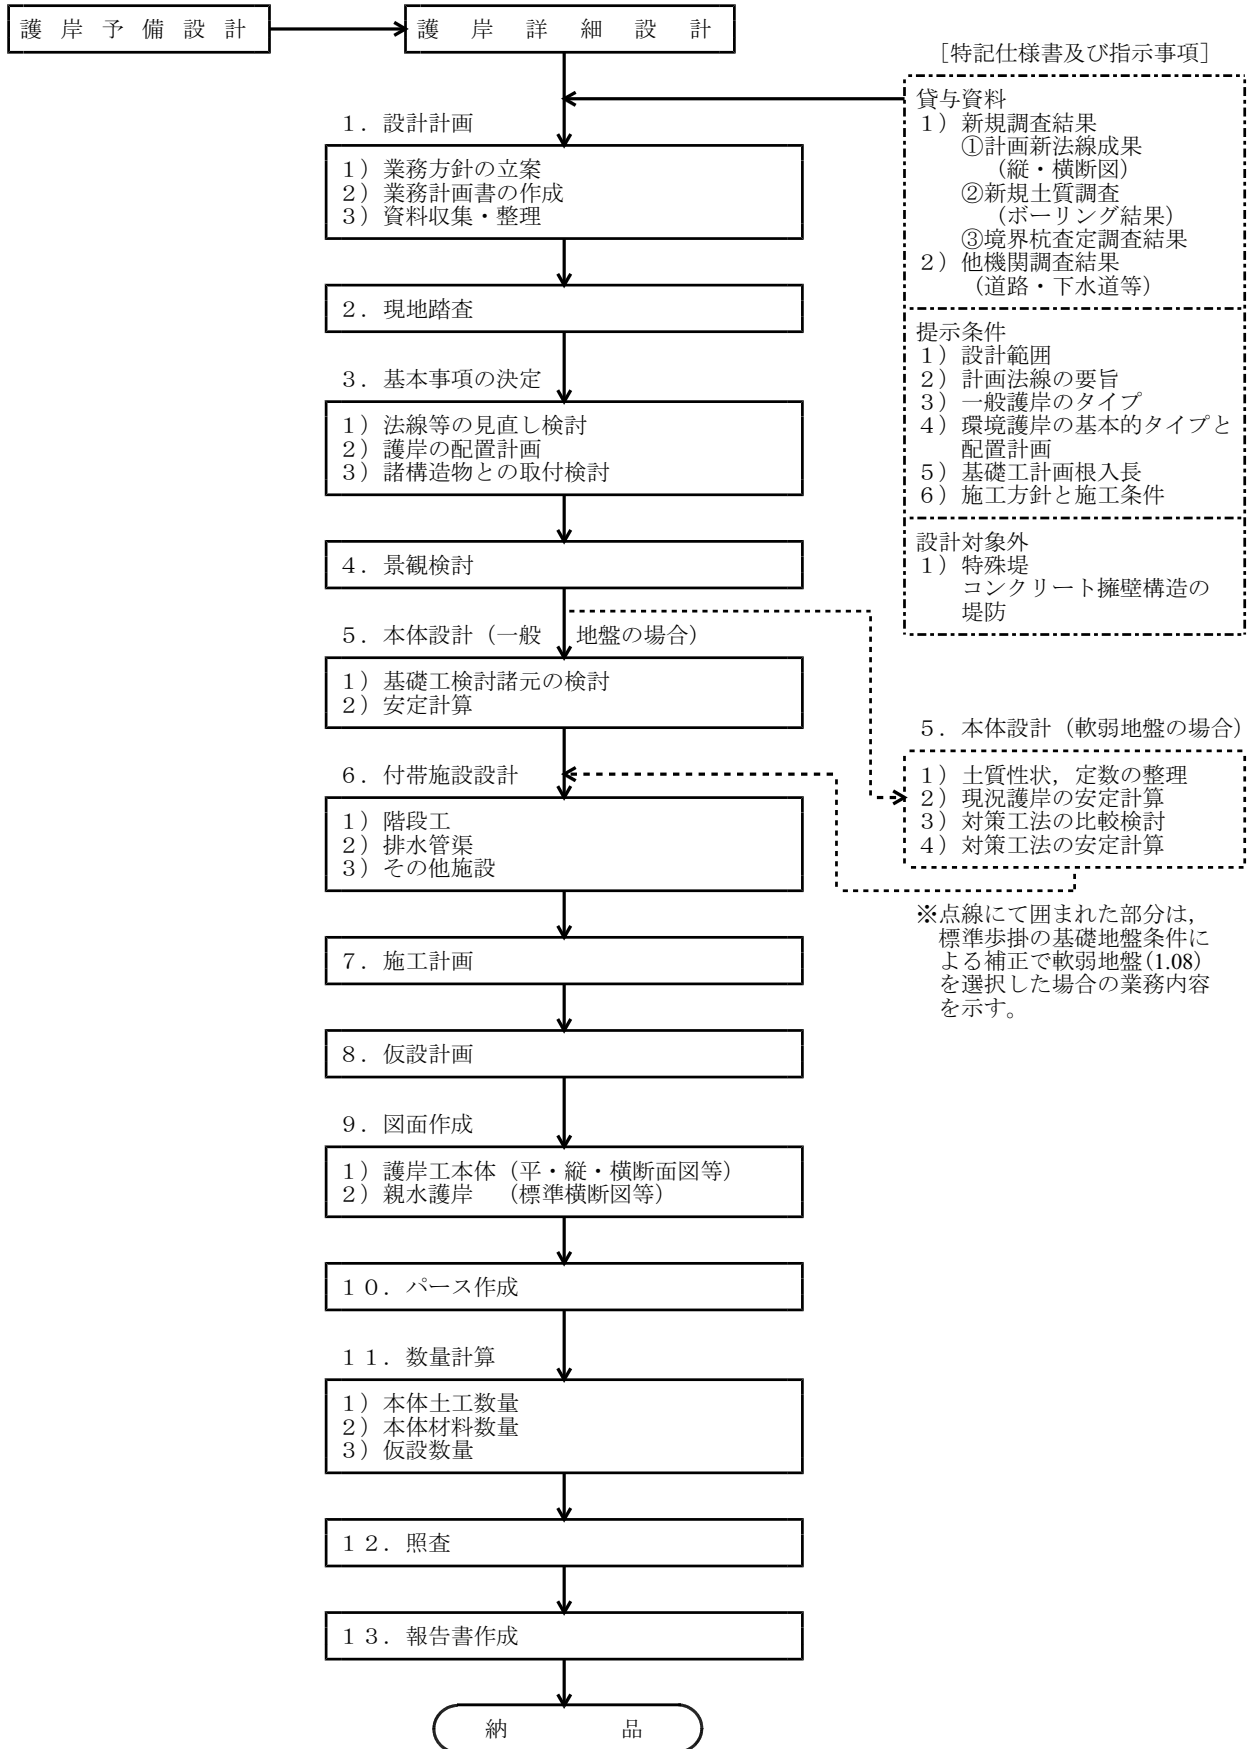 護岸予備設計
護岸詳細設計
［特記仕様書及び指示事項］
貸与資料
１）新規調査結果
①計画新法線成果
（縦・横断図）
②新規土質調査
（ボーリング結果）
③境界杭査定調査結果
２）他機関調査結果
（道路・下水道等）
提示条件
１）設計範囲
２）計画法線の要旨
３）一般護岸のタイプ
４）環境護岸の基本的タイプと
配置計画
５）基礎工計画根入長
６）施工方針と施工条件
設計対象外
１）特殊堤
コンクリート擁壁構造の
堤防
１．設計計画
１）業務方針の立案
２）業務計画書の作成
３）資料収集・整理
２．現地踏査
３．基本事項の決定
１）法線等の見直し検討
２）護岸の配置計画
３）諸構造物との取付検討
４．景観検討
５．本体設計（一般　地盤の場合）
１）基礎工検討諸元の検討
２）安定計算
５．本体設計（軟弱地盤の場合）
１）土質性状，定数の整理
２）現況護岸の安定計算
３）対策工法の比較検討
４）対策工法の安定計算
※点線にて囲まれた部分は，
標準歩掛の基礎地盤条件に
よる補正で軟弱地盤(1.08)
を選択した場合の業務内容
を示す。
６．付帯施設設計
１）階段工
２）排水管渠
３）その他施設
７．施工計画
８．仮設計画
９．図面作成
１）護岸工本体（平・縦・横断面図等）
２）親水護岸　（標準横断図等）
１０．パース作成
１１．数量計算
１）本体土工数量
２）本体材料数量
３）仮設数量
１２．照査
１３．報告書作成
納　品